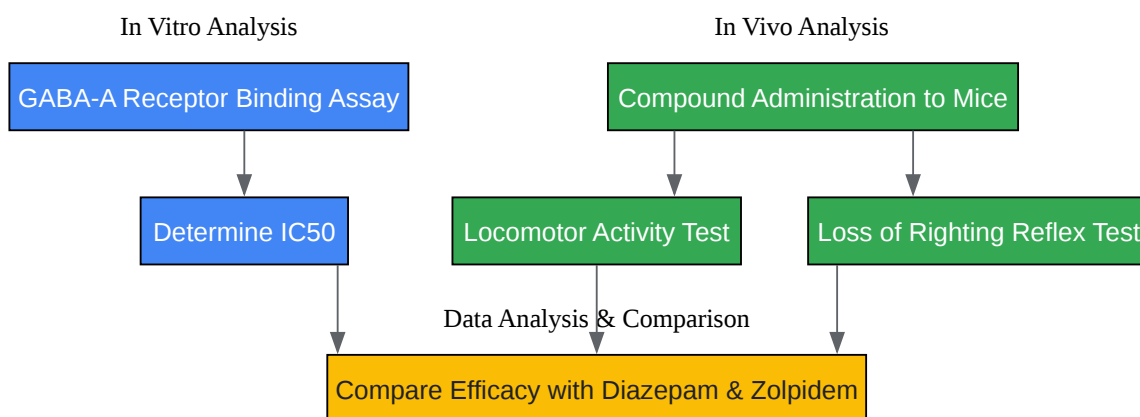 In Vitro Analysis
In Vivo Analysis
GABA-A Receptor Binding Assay
Compound Administration to Mice
Determine IC50
Locomotor Activity Test
Loss of Righting Reflex Test
Data Analysis & Comparison
Compare Efficacy with Diazepam & Zolpidem